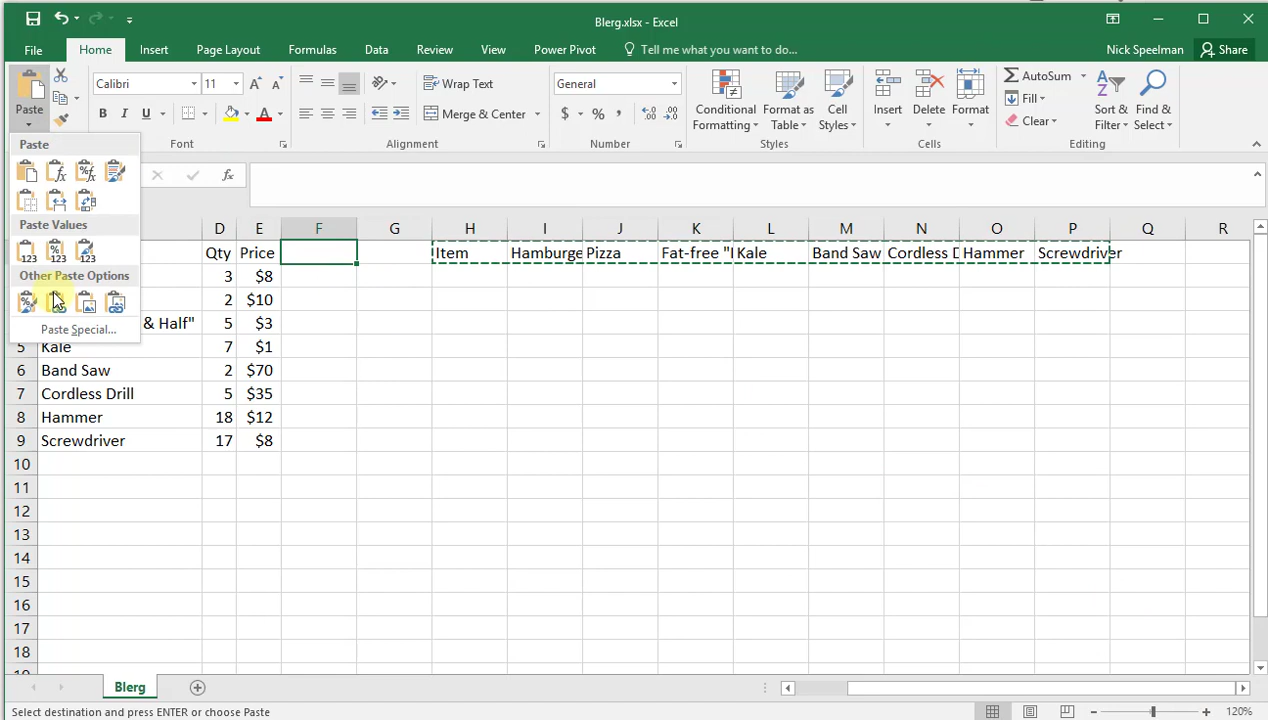 Blerg.xlsx - Excel
File Home Insert Page Layout Formulas Data Review View Power Pivot Tell me what you want to do... Nick Speelman Share
Paste Calibri 11 Wrap Text General Conditional Formatting Format as Table Cell Styles Insert Delete Format AutoSum Sort & Filter Find & Select
B I U A Merge & Center $ % , Fill
Clear
Font Alignment Number Styles Cells Editing
Paste
fx
Paste Values
D E F G H I J K L M N O P Q R
Qty Price Item Hamburge Pizza Fat-free " Kale Band Saw Cordless D Hammer Screwdriver
123 123 123
3 $8
Other Paste Options
2 $10
Paste Special...
& Half" 5 $3
5 Kale 7 $1
6 Band Saw 2 $70
7 Cordless Drill 5 $35
8 Hammer 18 $12
9 Screwdriver 17 $8
10
11
12
13
14
15
16
17
18
Blerg
Select destination and press ENTER or choose Paste 120%